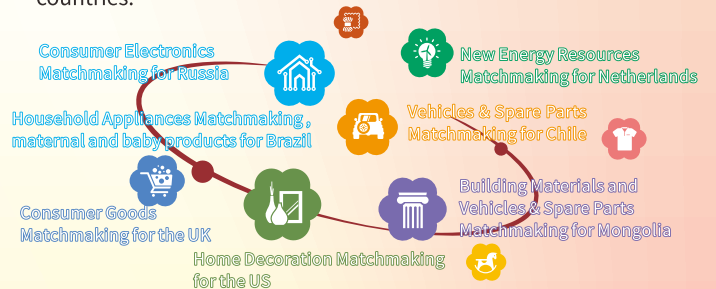 countries.
Consumer Electronics
Matchmaking for Russia
New Energy Resources
Matchmaking for Netherlands
Household Appliances Matchmaking ,
maternal and baby products for Brazil
Vehicles & Spare Parts
Matchmaking for Chile
Consumer Goods
Matchmaking for the UK
Building Materials and
Vehicles & Spare Parts
Matchmaking for Mongolia
Home Decoration Matchmaking
for the US